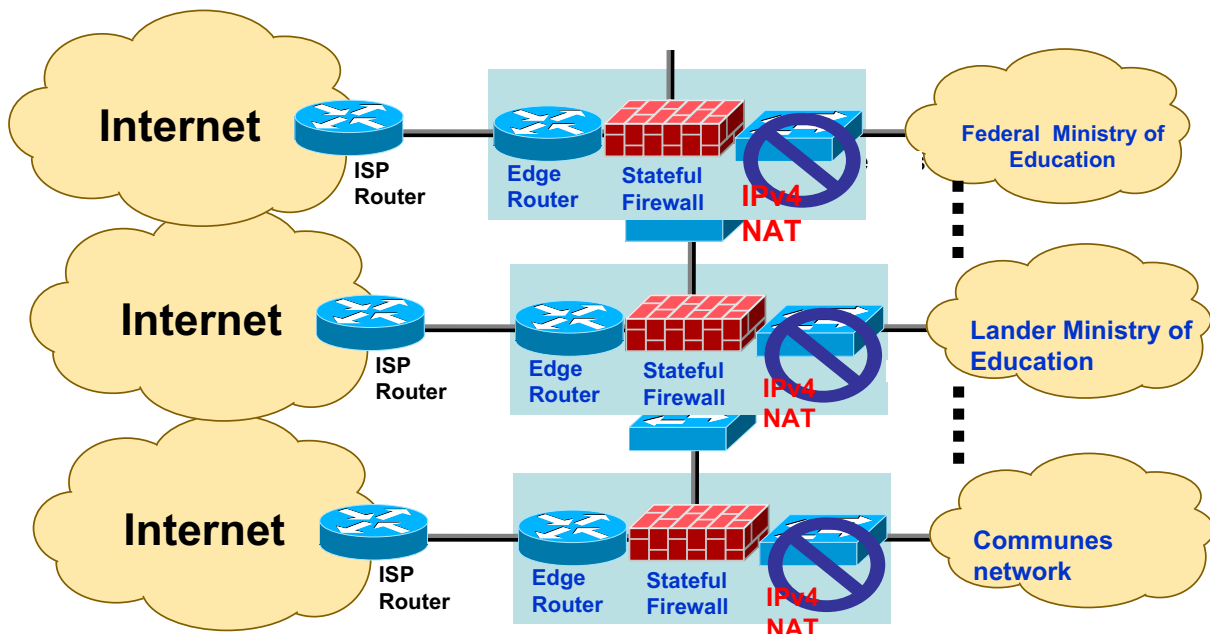 Internet
ISP
Router
Edge
Router
Stateful
Firewall
IPv4
NAT
Federal Ministry of
Education
Internet
ISP
Router
Edge
Router
Stateful
Firewall
IPv4
NAT
Lander Ministry of
Education
Internet
ISP
Router
Edge
Router
Stateful
Firewall
IPv4
NAT
Communes
network